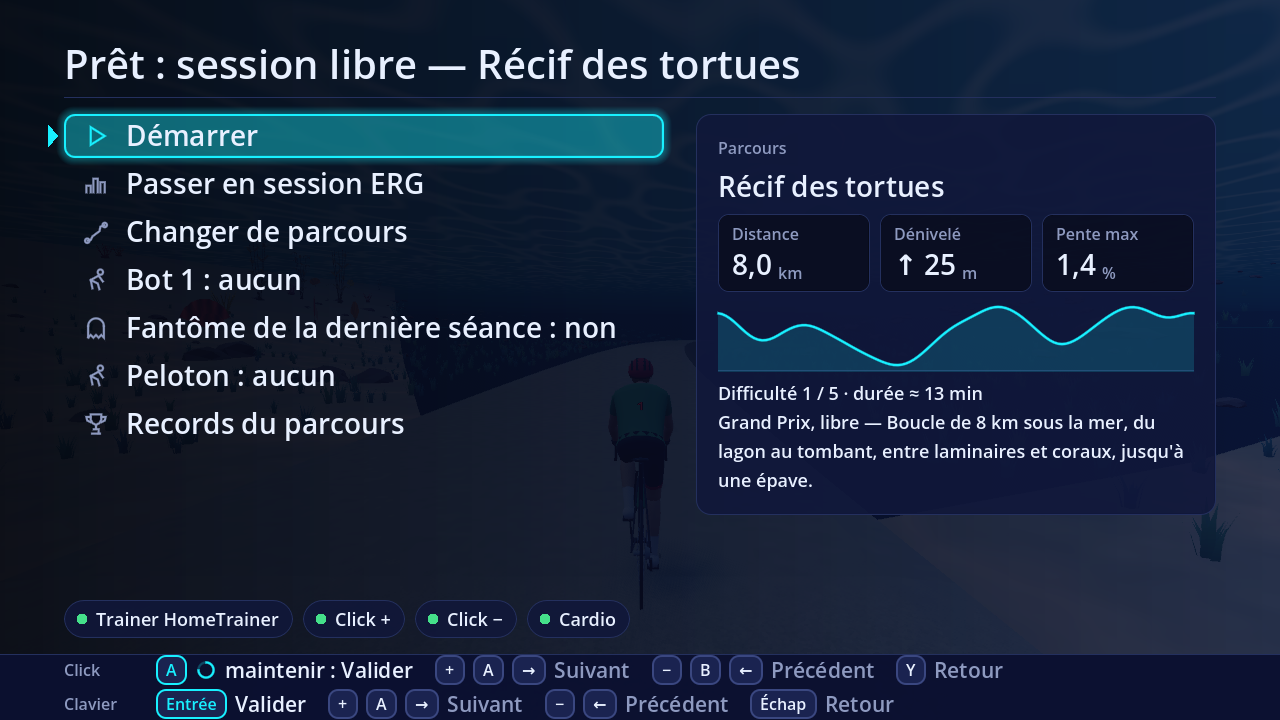 Prêt : session libre — Récif des tortues
Démarrer
Passer en session ERG
Changer de parcours
Bot 1 : aucun
Fantôme de la dernière séance : non
Peloton : aucun
Records du parcours
Parcours
Récif des tortues
Distance
8,0 km
Dénivelé
↑ 25 m
Pente max
1,4 %
Difficulté 1 / 5 · durée ≈ 13 min
Grand Prix, libre — Boucle de 8 km sous la mer, du
lagon au tombant, entre laminaires et coraux, jusqu'à
une épave.
Trainer HomeTrainer
Click +
Click −
Cardio
Click A maintenir : Valider + A → Suivant − B ← Précédent Y Retour
Clavier Entrée Valider + A → Suivant − ← Précédent Échap Retour